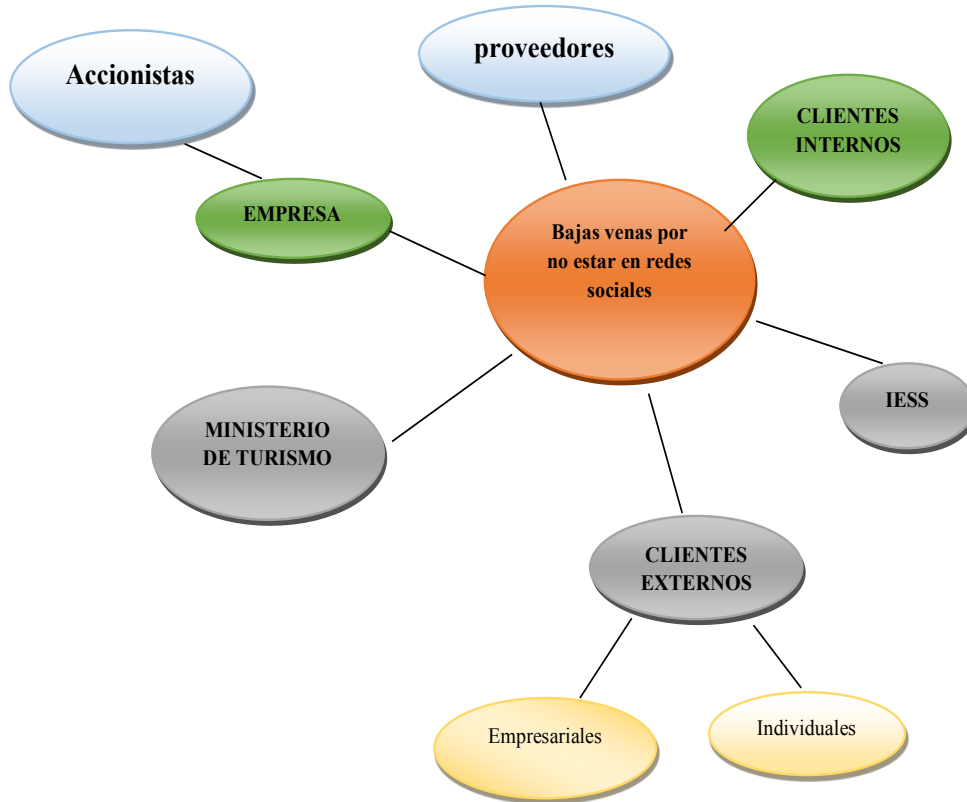 Accionistas
proveedores
CLIENTES
INTERNOS
EMPRESA
Bajas venas por
no estar en redes
sociales
IESS
MINISTERIO
DE TURISMO
CLIENTES
EXTERNOS
Empresariales
Individuales